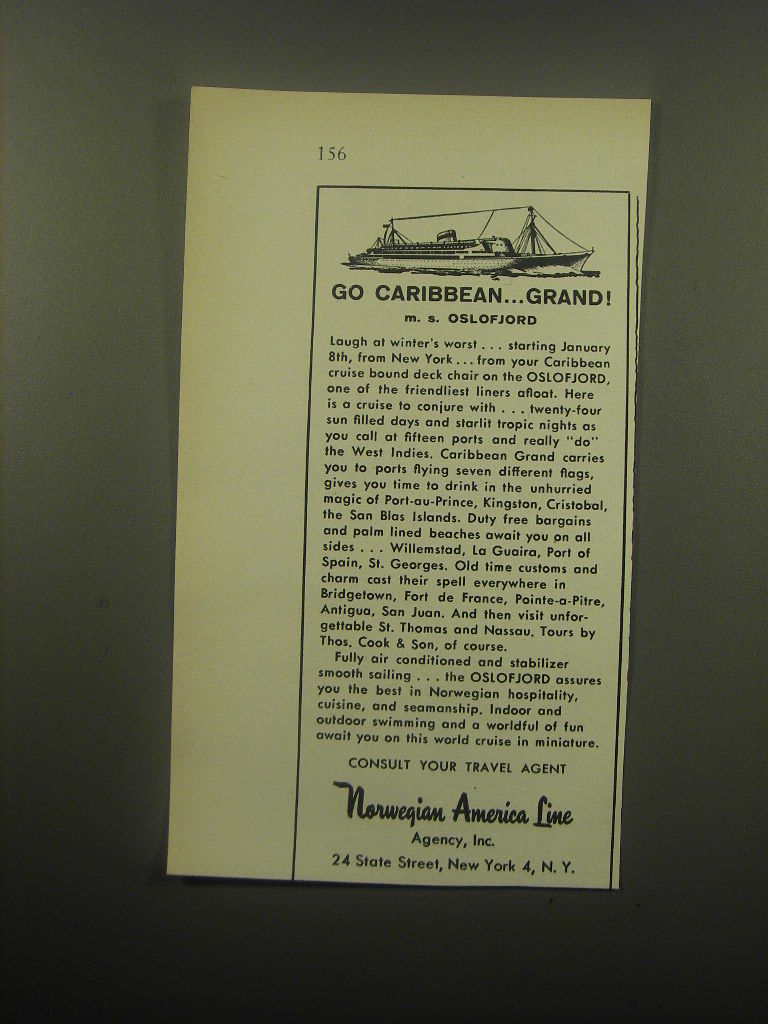 156
GO CARIBBEAN...GRAND!
m. s. OSLOFJORD
Laugh at winter's worst . . . starting January
8th, from New York . . . from your Caribbean
cruise bound deck chair on the OSLOFJORD,
one of the friendliest liners afloat. Here
is a cruise to conjure with . . . twenty-four
sun filled days and starlit tropic nights as
you call at fifteen ports and really "do"
the West Indies. Caribbean Grand carries
you to ports flying seven different flags,
gives you time to drink in the unhurried
magic of Port-au-Prince, Kingston, Cristobal,
the San Blas Islands. Duty free bargains
and palm lined beaches await you on all
sides . . . Willemstad, La Guaira, Port of
Spain, St. Georges. Old time customs and
charm cast their spell everywhere in
Bridgetown, Fort de France, Pointe-a-Pitre,
Antigua, San Juan. And then visit unfor-
gettable St. Thomas and Nassau. Tours by
Thos. Cook & Son, of course.
Fully air conditioned and stabilizer
smooth sailing . . . the OSLOFJORD assures
you the best in Norwegian hospitality,
cuisine, and seamanship. Indoor and
outdoor swimming and a worldful of fun
await you on this world cruise in miniature.
CONSULT YOUR TRAVEL AGENT
Norwegian America Line
Agency, Inc.
24 State Street, New York 4, N. Y.